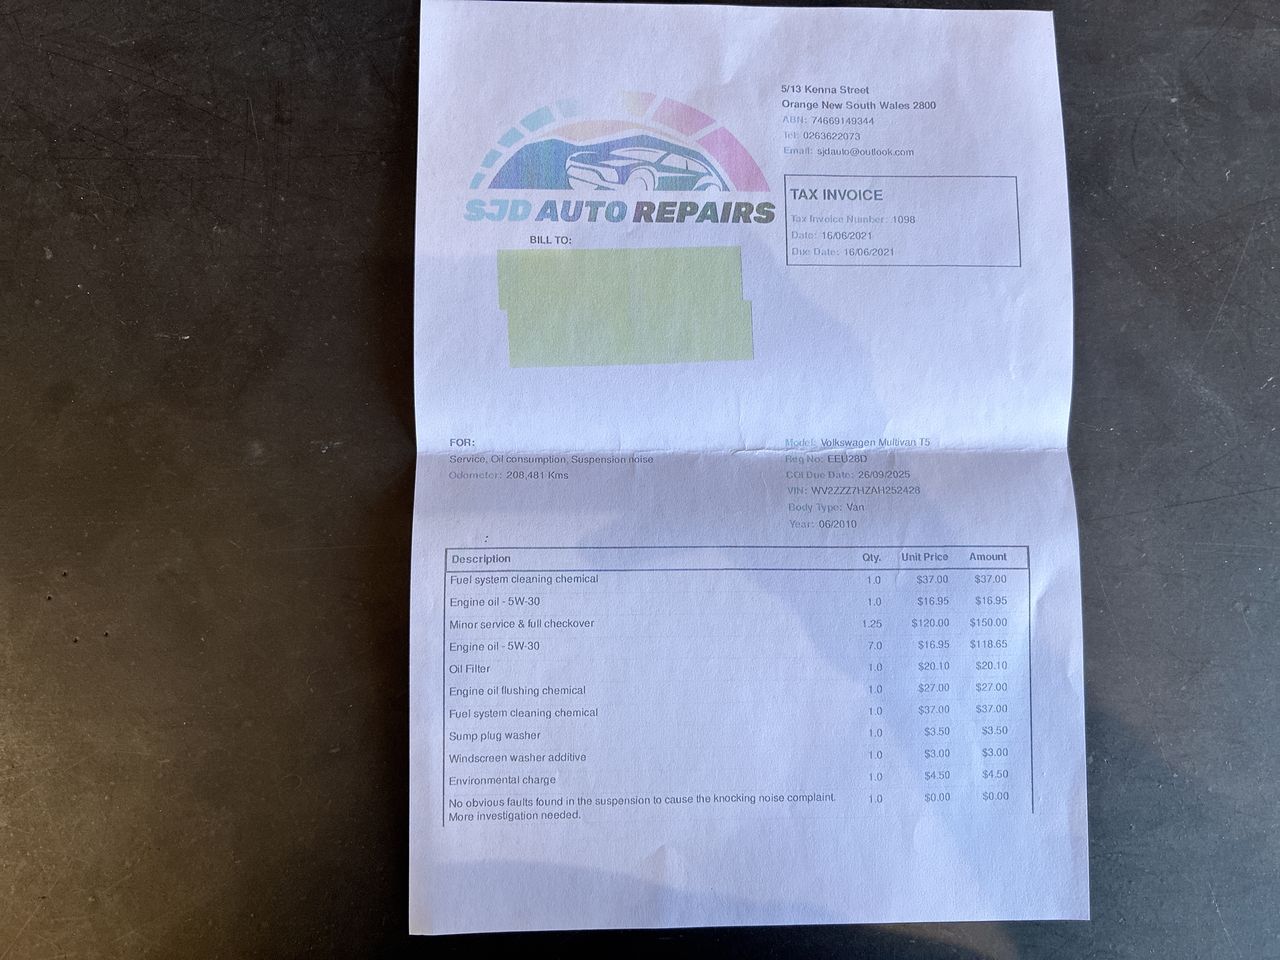 5/13 Kenna Street
Orange New South Wales 2800
ABN: 74669149344
Tel: 0263622073
Email: sjdauto@outlook.com
SJD AUTO REPAIRS
TAX INVOICE
Tax Invoice Number: 1098
Date: 16/06/2021
Due Date: 16/06/2021
BILL TO:
FOR:
Service, Oil consumption, Suspension noise
Odometer: 208,481 Kms
Model: Volkswagen Multivan T5
Reg No: EEU28D
COI Due Date: 26/09/2025
VIN: WV2ZZZ7HZAH252428
Body Type: Van
Year: 06/2010
:
Description Qty. Unit Price Amount
Fuel system cleaning chemical 1.0 $37.00 $37.00
Engine oil - 5W-30 1.0 $16.95 $16.95
Minor service & full checkover 1.25 $120.00 $150.00
Engine oil - 5W-30 7.0 $16.95 $118.65
Oil Filter 1.0 $20.10 $20.10
Engine oil flushing chemical 1.0 $27.00 $27.00
Fuel system cleaning chemical 1.0 $37.00 $37.00
Sump plug washer 1.0 $3.50 $3.50
Windscreen washer additive 1.0 $3.00 $3.00
Environmental charge 1.0 $4.50 $4.50
No obvious faults found in the suspension to cause the knocking noise complaint. 1.0 $0.00 $0.00
More investigation needed.